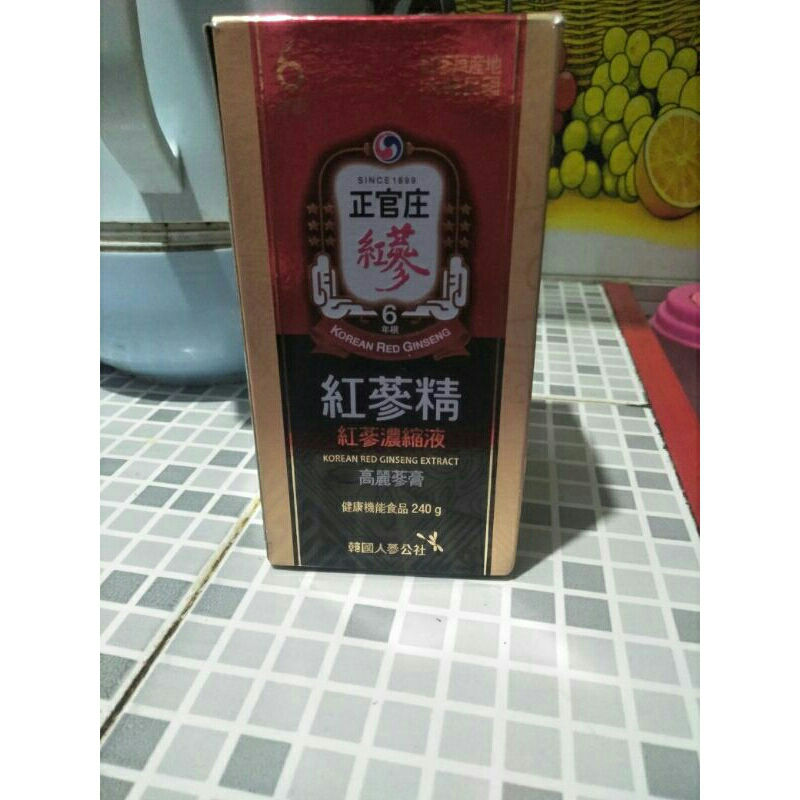 6
SINCE 1899
正官庄
紅蔘
6
年根
KOREAN RED GINSENG
紅蔘精
紅蔘濃縮液
KOREAN RED GINSENG EXTRACT
高麗蔘膏
健康機能食品 240 g
韓國人蔘公社